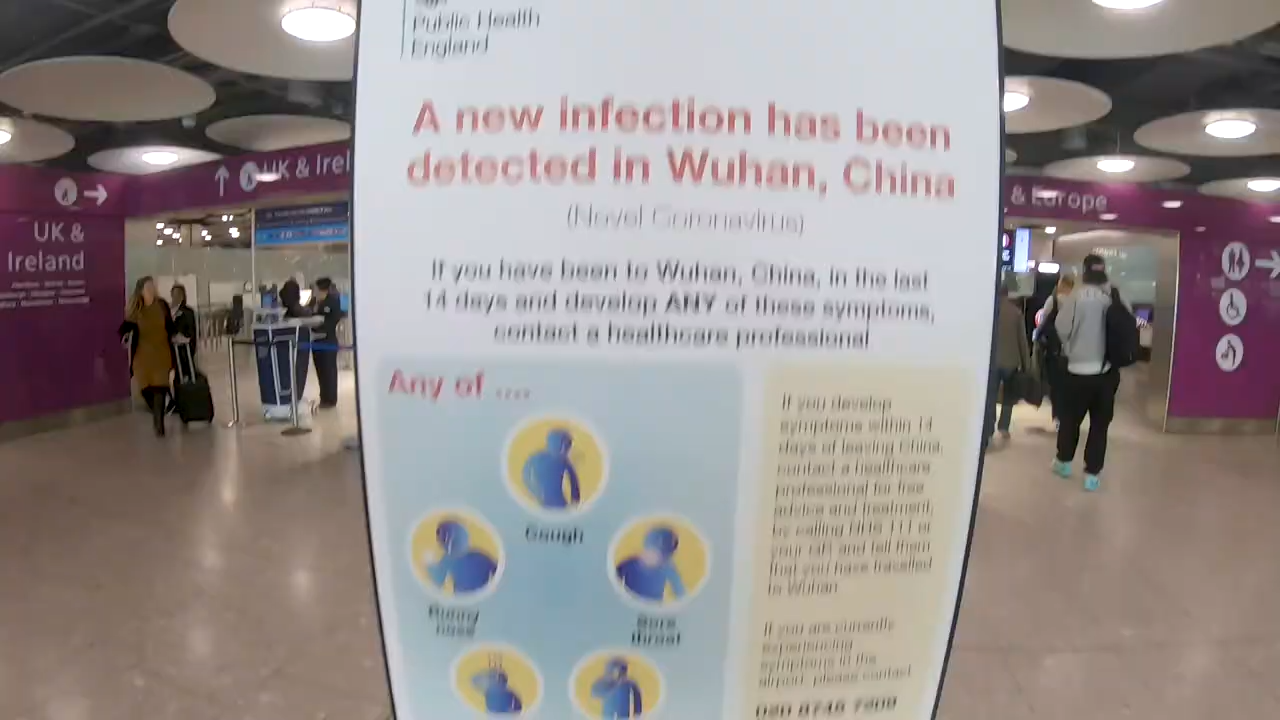 Public Health
England
A new infection has been
detected in Wuhan, China
(Novel Coronavirus)
If you have been to Wuhan, China, in the last
14 days and develop ANY of these symptoms,
contact a healthcare professional
Any of ....
Cough
Runny
nose
Sore
throat
If you develop
symptoms within 14
days of leaving China,
contact a healthcare
professional for free
advice and treatment,
by calling NHS 111 or
your GP, and tell them
that you have travelled
to Wuhan
If you are currently
experiencing
symptoms in the
airport, please contact
UK &
Ireland
UK & Irel
& Europe